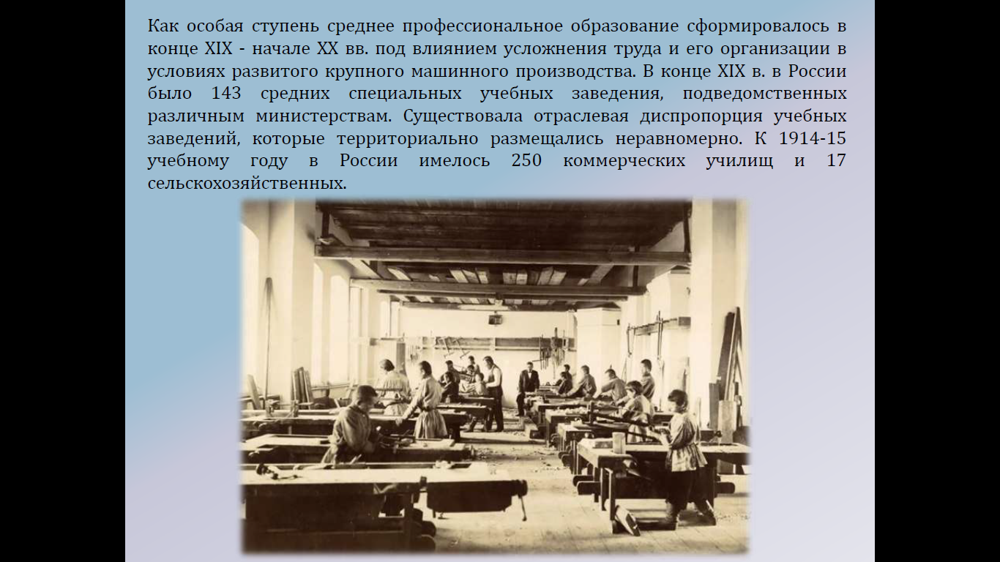 Как особая ступень среднее профессиональное образование сформировалось в
конце XIX - начале XX вв. под влиянием усложнения труда и его организации в
условиях развитого крупного машинного производства. В конце XIX в. в России
было 143 средних специальных учебных заведения, подведомственных
различным министерствам. Существовала отраслевая диспропорция учебных
заведений, которые территориально размещались неравномерно. К 1914-15
учебному году в России имелось 250 коммерческих училищ и 17
сельскохозяйственных.